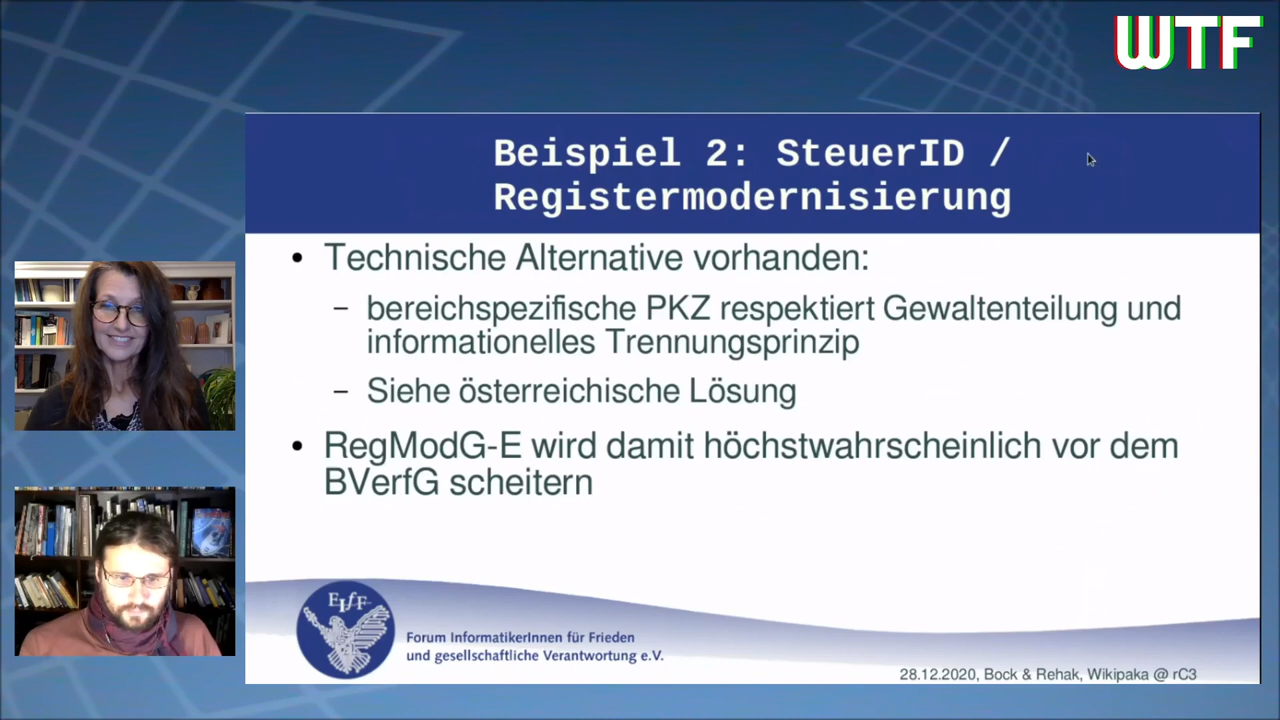 WTF
Beispiel 2: SteuerID /
Registermodernisierung
• Technische Alternative vorhanden:
– bereichspezifische PKZ respektiert Gewaltenteilung und
informationelles Trennungsprinzip
– Siehe österreichische Lösung
• RegModG-E wird damit höchstwahrscheinlich vor dem
BVerfG scheitern
FIfF
Forum InformatikerInnen für Frieden
und gesellschaftliche Verantwortung e.V.
28.12.2020, Bock & Rehak, Wikipaka @ rC3